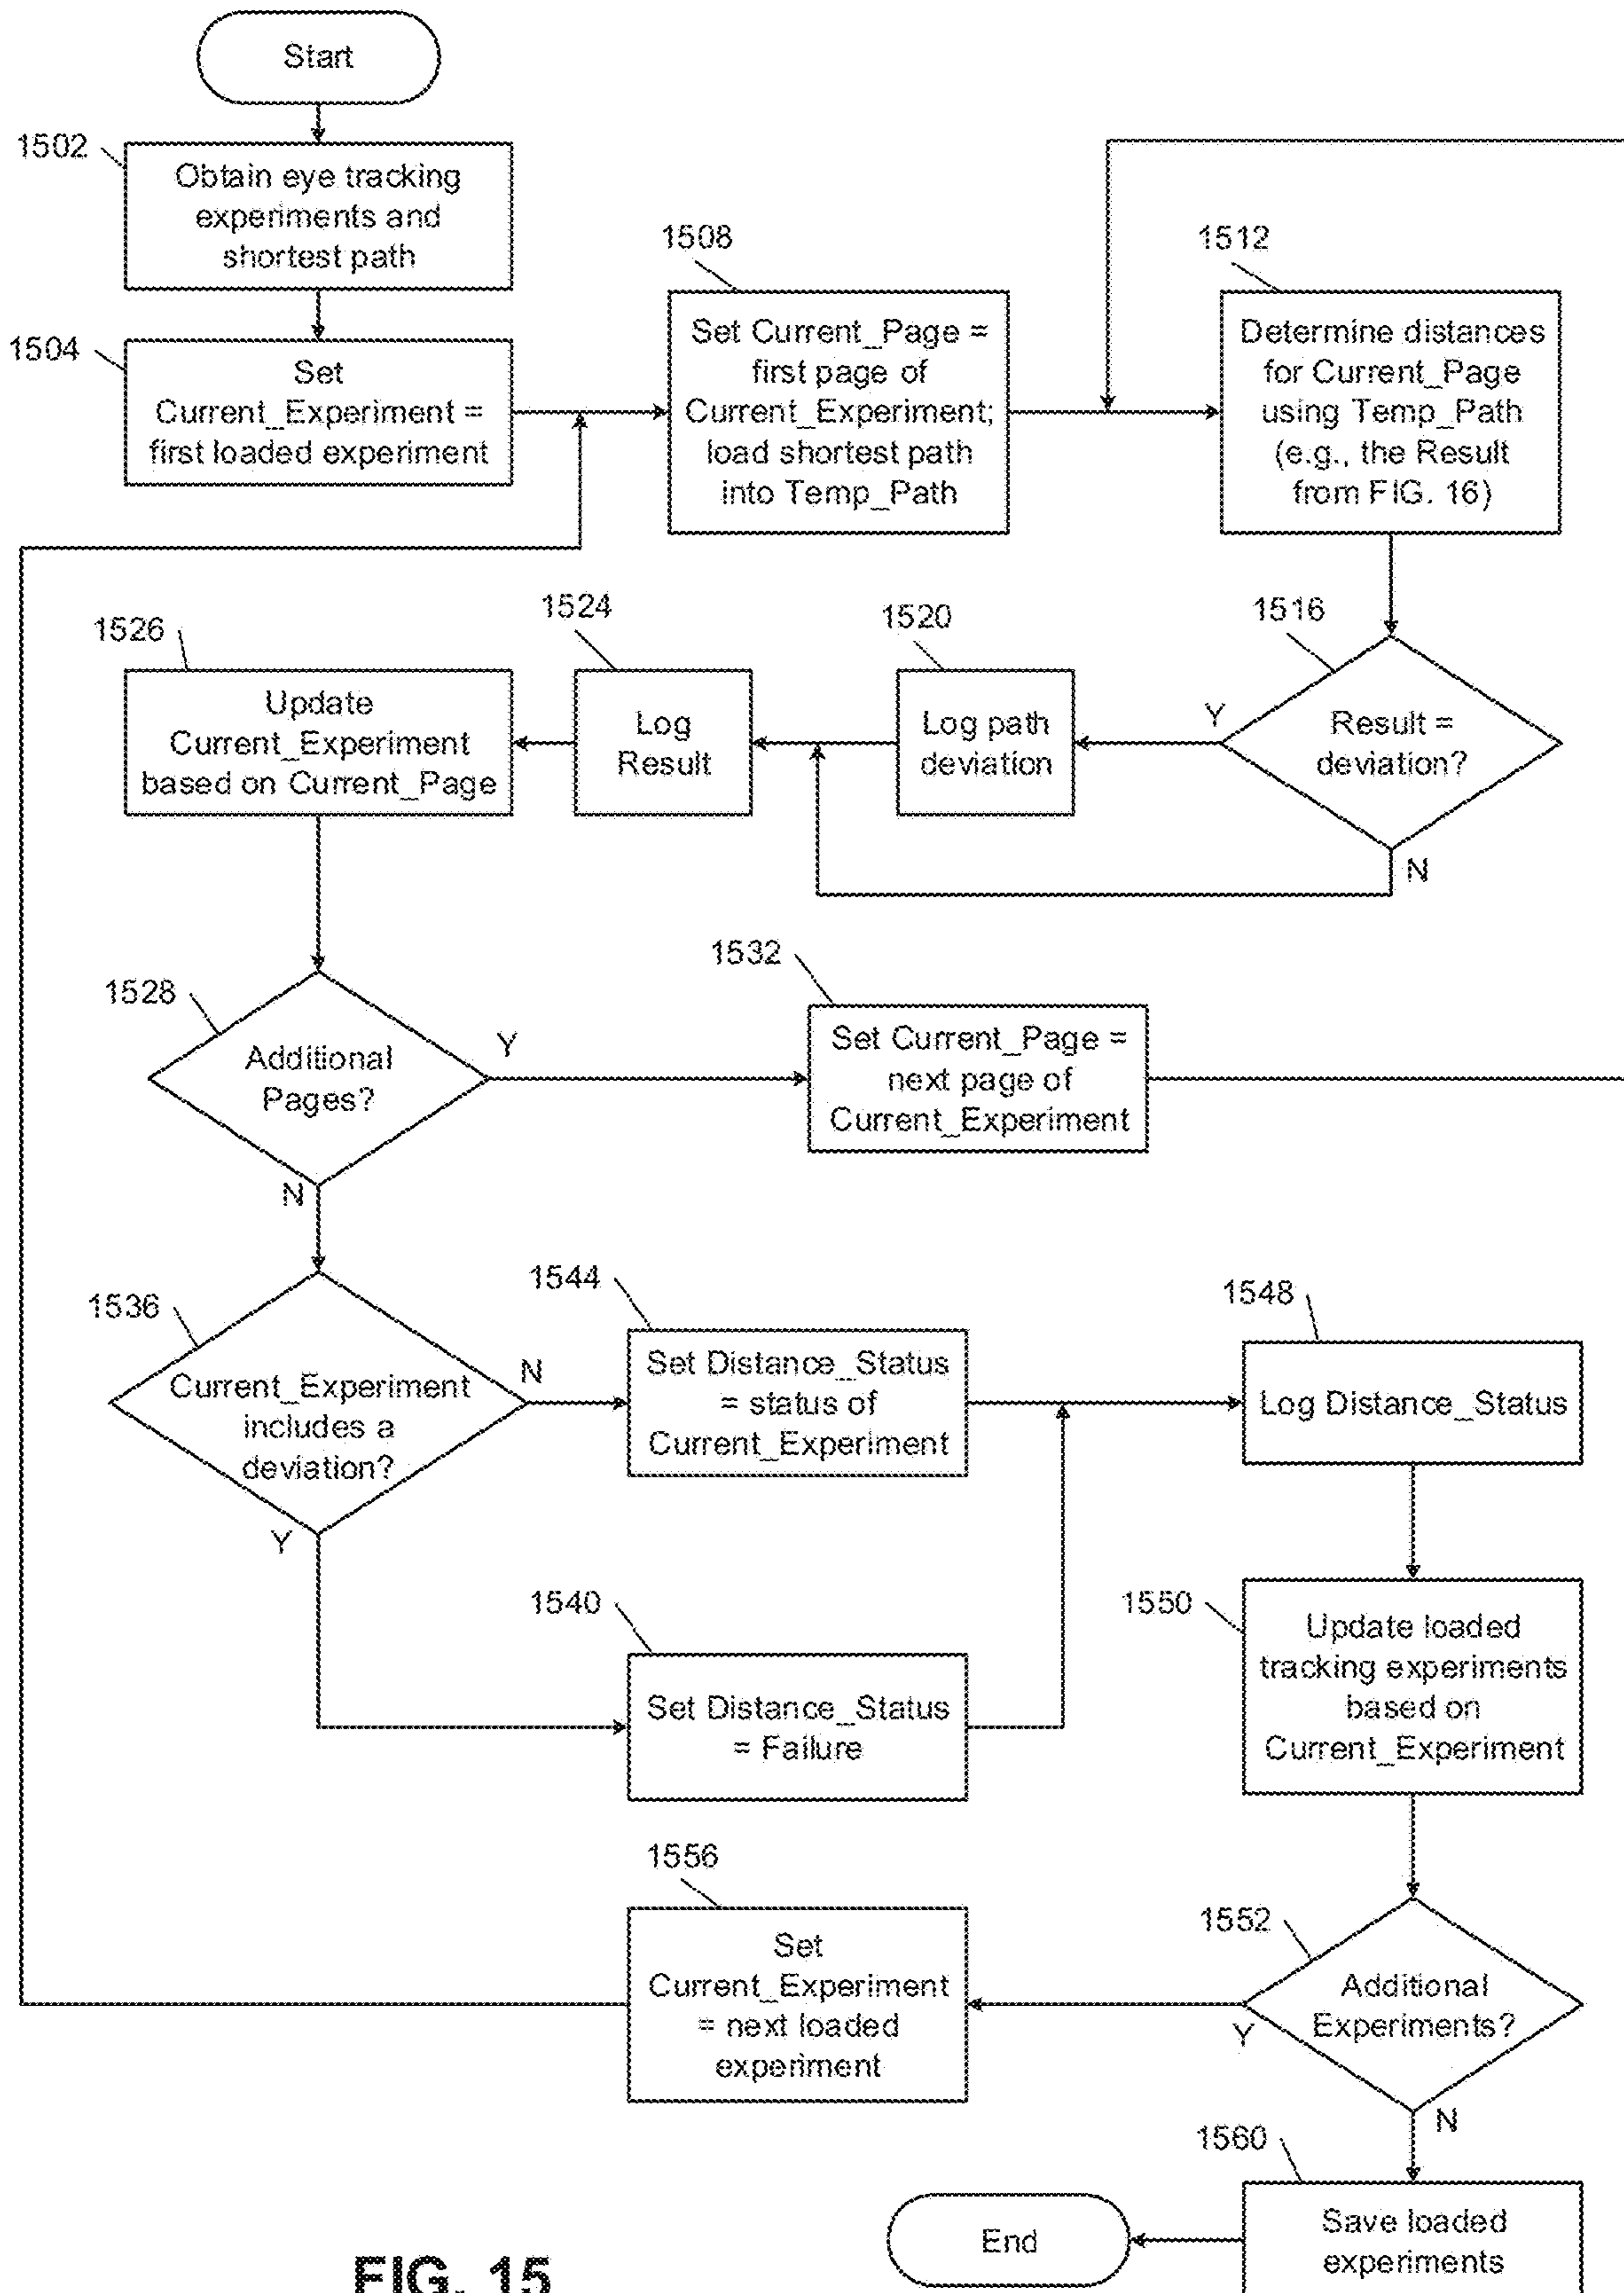 Start
1502
Obtain eye tracking
experiments and
shortest path
1504
Set
Current_Experiment =
first loaded experiment
1508
Set Current_Page =
first page of
Current_Experiment;
load shortest path
into Temp_Path
1512
Determine distances
for Current_Page
using Temp_Path
(e.g., the Result
from FIG. 16)
1516
Result =
deviation?
Y
N
1520
Log path
deviation
1524
Log
Result
1526
Update
Current_Experiment
based on Current_Page
1528
Additional
Pages?
Y
N
1532
Set Current_Page =
next page of
Current_Experiment
1536
Current_Experiment
includes a
deviation?
N
Y
1544
Set Distance_Status
= status of
Current_Experiment
1540
Set Distance_Status
= Failure
1548
Log Distance_Status
1550
Update loaded
tracking experiments
based on
Current_Experiment
1552
Additional
Experiments?
Y
N
1556
Set
Current_Experiment
= next loaded
experiment
1560
Save loaded
experiments
End
FIG. 15